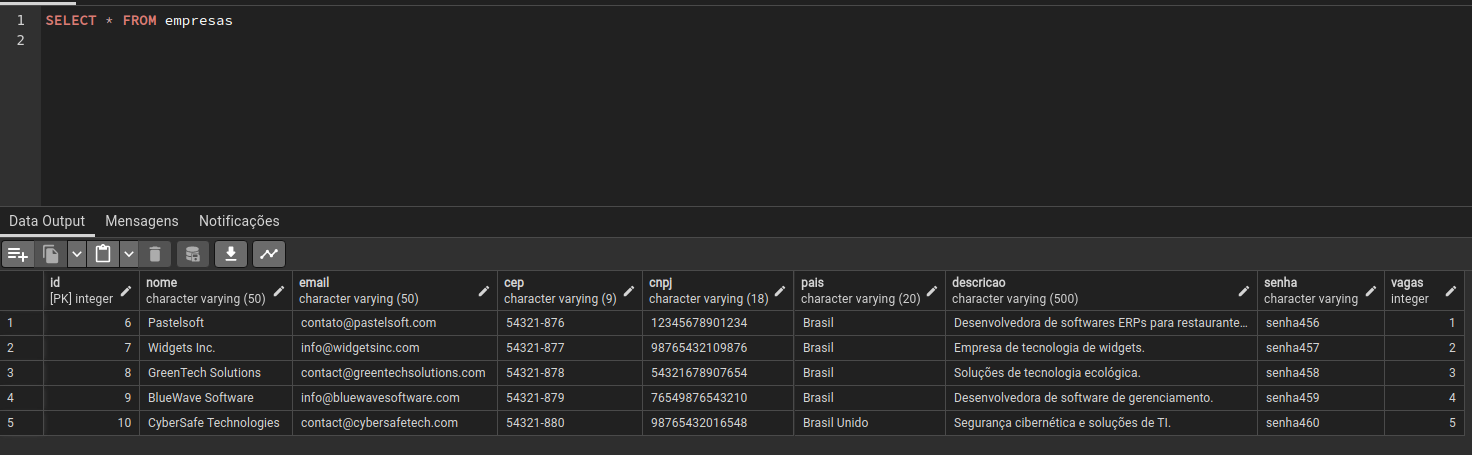 1 SELECT * FROM empresas
2
Data Output Mensagens Notificações
id nome email cep cnpj pais descricao senha vagas
[PK] integer character varying (50) character varying (50) character varying (9) character varying (18) character varying (20) character varying (500) character varying integer
1 6 Pastelsoft contato@pastelsoft.com 54321-876 12345678901234 Brasil Desenvolvedora de softwares ERPs para restaurante... senha456 1
2 7 Widgets Inc. info@widgetsinc.com 54321-877 98765432109876 Brasil Empresa de tecnologia de widgets. senha457 2
3 8 GreenTech Solutions contact@greentechsolutions.com 54321-878 54321678907654 Brasil Soluções de tecnologia ecológica. senha458 3
4 9 BlueWave Software info@bluewavesoftware.com 54321-879 76549876543210 Brasil Desenvolvedora de software de gerenciamento. senha459 4
5 10 CyberSafe Technologies contact@cybersafetech.com 54321-880 98765432016548 Brasil Unido Segurança cibernética e soluções de TI. senha460 5